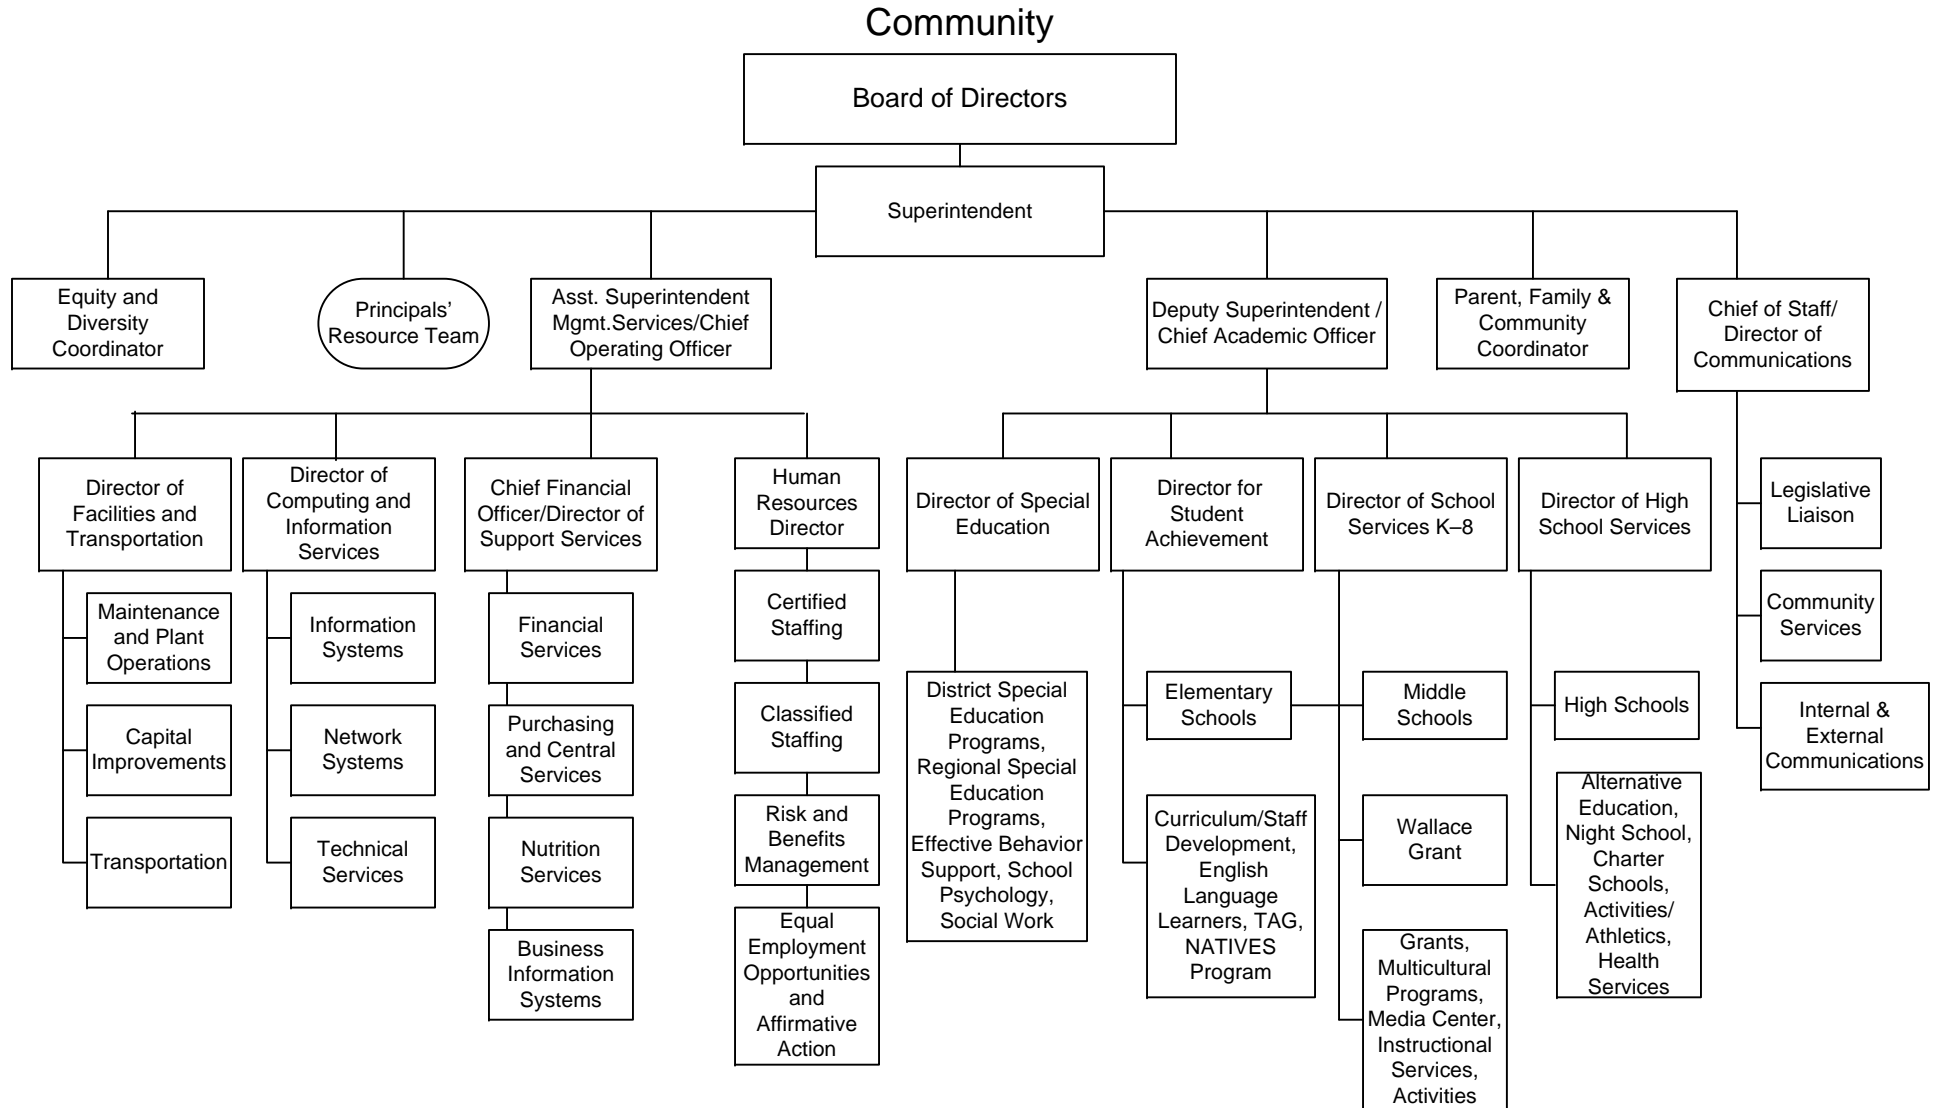 Community
Board of Directors
Superintendent
Equity and
Diversity
Coordinator
Principals’
Resource Team
Asst. Superintendent
Mgmt.Services/Chief
Operating Officer
Deputy Superintendent /
Chief Academic Officer
Parent, Family &
Community
Coordinator
Chief of Staff/
Director of
Communications
Director of
Facilities and
Transportation
Director of
Computing and
Information
Services
Chief Financial
Officer/Director of
Support Services
Human
Resources
Director
Director of Special
Education
Director for
Student
Achievement
Director of School
Services K–8
Director of High
School Services
Legislative
Liaison
Maintenance
and Plant
Operations
Information
Systems
Financial
Services
Certified
Staffing
Community
Services
Capital
Improvements
Network
Systems
Purchasing
and Central
Services
Classified
Staffing
District Special
Education
Programs,
Regional Special
Education
Programs,
Effective Behavior
Support, School
Psychology,
Social Work
Elementary
Schools
Middle
Schools
High Schools
Internal &
External
Communications
Transportation
Technical
Services
Nutrition
Services
Risk and
Benefits
Management
Curriculum/Staff
Development,
English
Language
Learners, TAG,
NATIVES
Program
Wallace
Grant
Alternative
Education,
Night School,
Charter
Schools,
Activities/
Athletics,
Health
Services
Business
Information
Systems
Equal
Employment
Opportunities
and
Affirmative
Action
Grants,
Multicultural
Programs,
Media Center,
Instructional
Services,
Activities